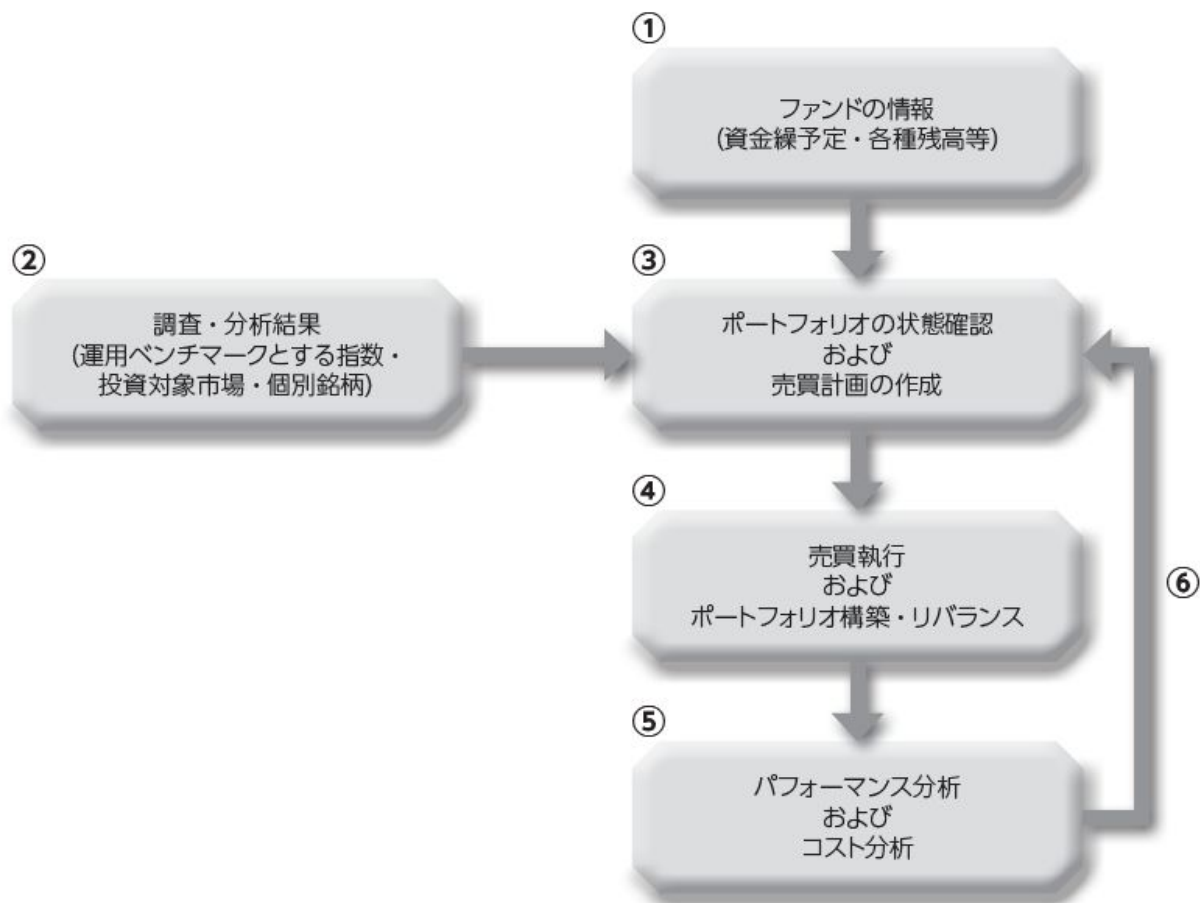 ①
ファンドの情報
(資金繰予定・各種残高等)
②
調査・分析結果
(運用ベンチマークとする指数・
投資対象市場・個別銘柄)
③
ポートフォリオの状態確認
および
売買計画の作成
④
売買執行
および
ポートフォリオ構築・リバランス
⑥
⑤
パフォーマンス分析
および
コスト分析